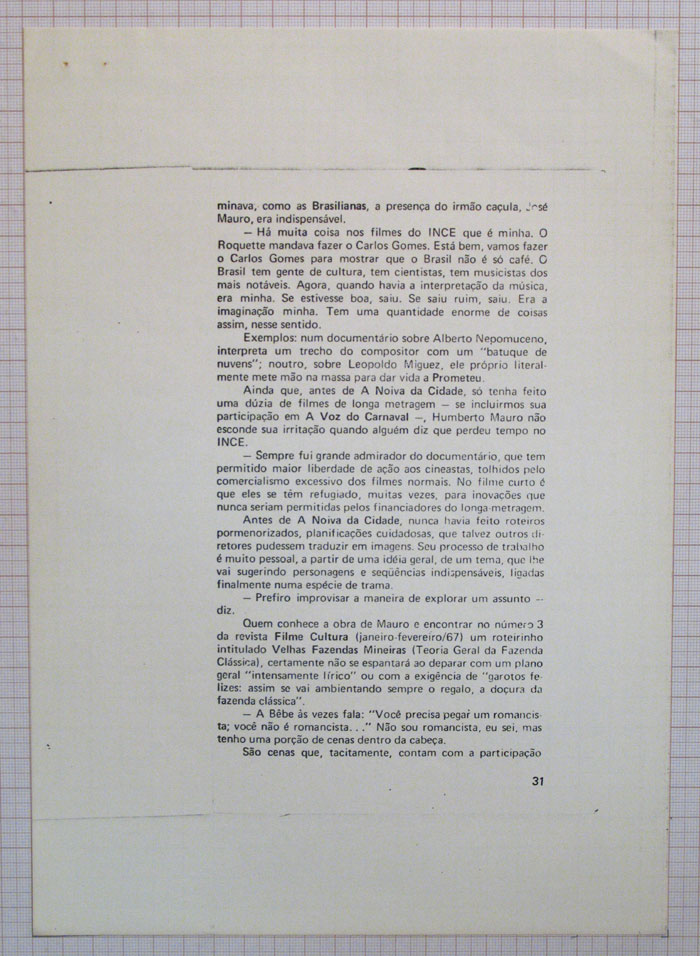 minava, como as Brasilianas, a presença do irmão caçula, José
Mauro, era indispensável.
— Há muita coisa nos filmes do INCE que é minha. O
Roquette mandava fazer o Carlos Gomes. Está bem, vamos fazer
o Carlos Gomes para mostrar que o Brasil não é só café. O
Brasil tem gente de cultura, tem cientistas, tem musicistas dos
mais notáveis. Agora, quando havia a interpretação da música,
era minha. Se estivesse boa, saiu. Se saiu ruim, saiu. Era a
imaginação minha. Tem uma quantidade enorme de coisas
assim, nesse sentido.
Exemplos: num documentário sobre Alberto Nepomuceno,
interpreta um trecho do compositor com um "batuque de
nuvens"; noutro, sobre Leopoldo Miguez, ele próprio literal-
mente mete mão na massa para dar vida a Prometeu.
Ainda que, antes de A Noiva da Cidade, só tenha feito
uma dúzia de filmes de longa metragem — se incluirmos sua
participação em A Voz do Carnaval —, Humberto Mauro não
esconde sua irritação quando alguém diz que perdeu tempo no
INCE.
— Sempre fui grande admirador do documentário, que tem
permitido maior liberdade de ação aos cineastas, tolhidos pelo
comercialismo excessivo dos filmes normais. No filme curto é
que eles se têm refugiado, muitas vezes, para inovações que
nunca seriam permitidas pelos financiadores do longa-metragem.
Antes de A Noiva da Cidade, nunca havia feito roteiros
pormenorizados, planificações cuidadosas, que talvez outros di-
retores pudessem traduzir em imagens. Seu processo de trabalho
é muito pessoal, a partir de uma idéia geral, de um tema, que lhe
vai sugerindo personagens e seqüências indispensáveis, ligadas
finalmente numa espécie de trama.
— Prefiro improvisar a maneira de explorar um assunto —
diz.
Quem conhece a obra de Mauro e encontrar no número 3
da revista Filme Cultura (janeiro-fevereiro/67) um roteirinho
intitulado Velhas Fazendas Mineiras (Teoria Geral da Fazenda
Clássica), certamente não se espantará ao deparar com um plano
geral "intensamente lírico" ou com a exigência de "garotos fe-
lizes: assim se vai ambientando sempre o regalo, a doçura da
fazenda clássica".
— A Bêbe às vezes fala: "Você precisa pegar um romancis-
ta; você não é romancista. . ." Não sou romancista, eu sei, mas
tenho uma porção de cenas dentro da cabeça.
São cenas que, tacitamente, contam com a participação
31